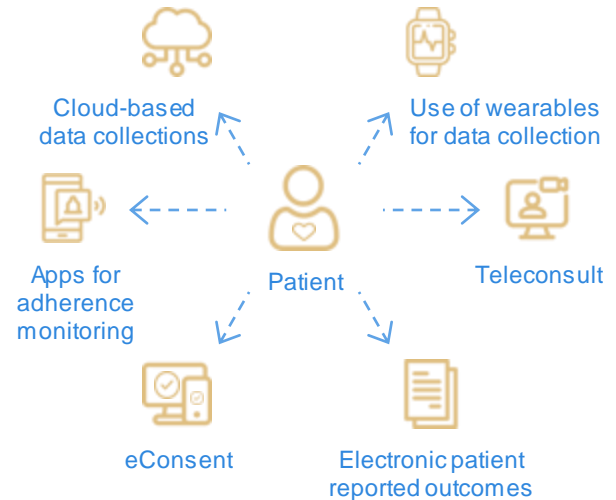 Cloud-based
data collections
Use of wearables
for data collection
Apps for
adherence
monitoring
Patient
Teleconsult
eConsent
Electronic patient
reported outcomes